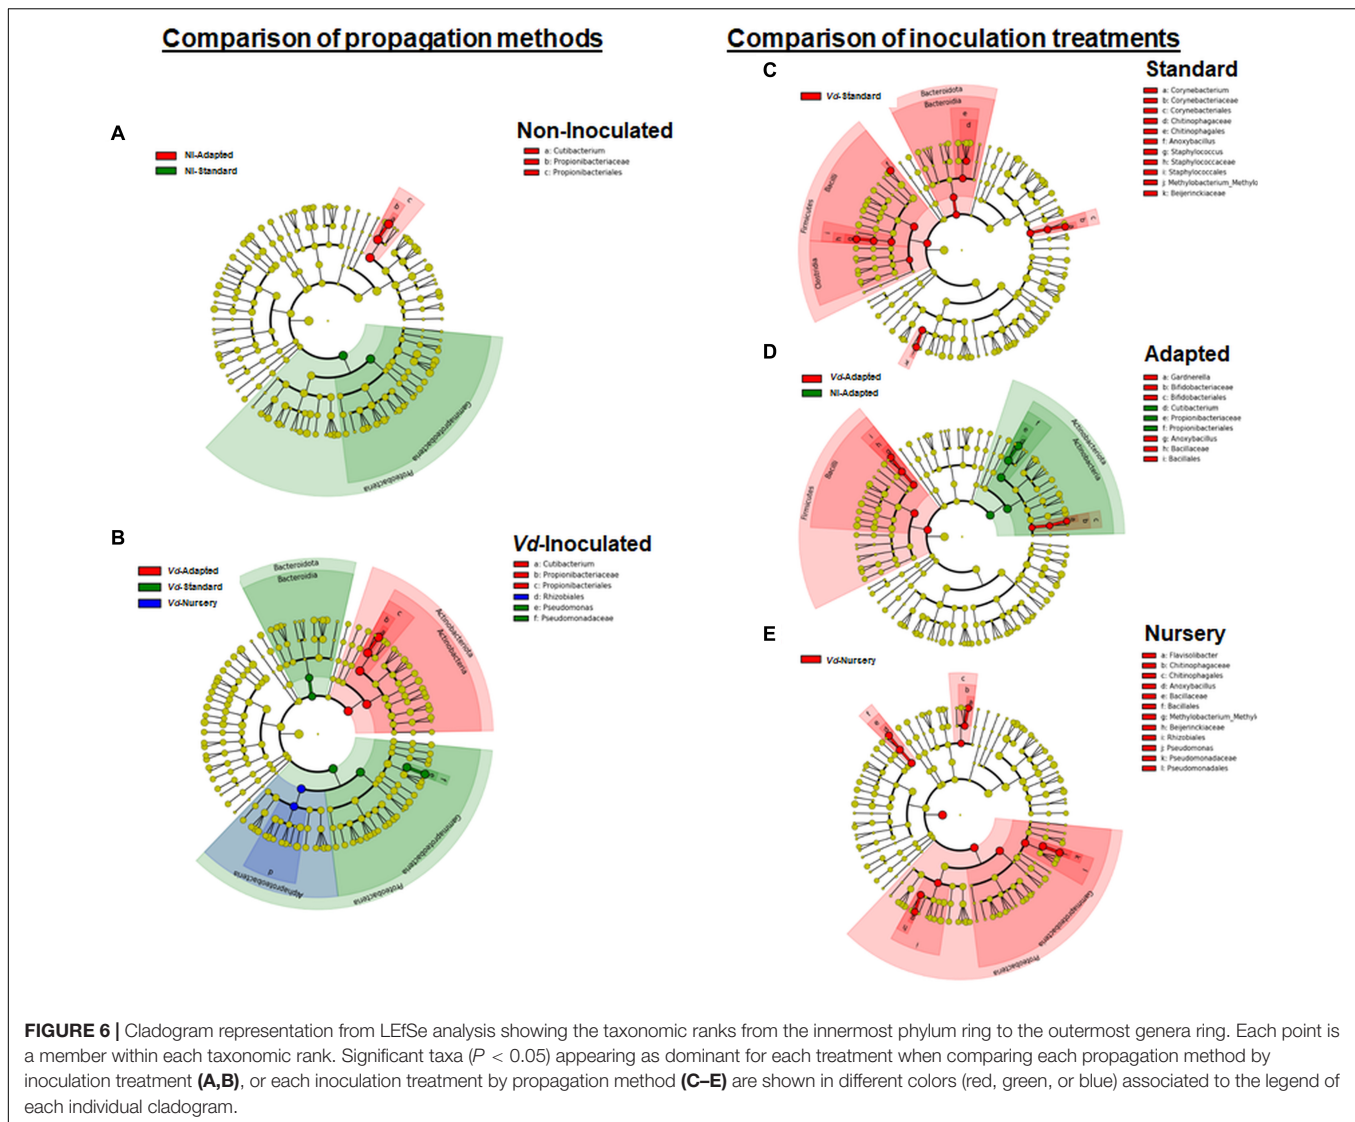 Comparison of propagation methods
Comparison of inoculation treatments
A
NI-Adapted
NI-Standard
Non-Inoculated
a: Cutibacterium
b: Propionibacteriaceae
c: Propionibacteriales
b
c
Gammaproteobacteria
Proteobacteria
B
Vd-Adapted
Vd-Standard
Vd-Nursery
Vd-Inoculated
a: Cutibacterium
b: Propionibacteriaceae
c: Propionibacteriales
d: Rhizobiales
e: Pseudomonas
f: Pseudomonadaceae
Bacteroidota
Bacteroidia
b
c
Actinobacteriota
Actinobacteria
f
d
Alphaproteobacteria
Gammaproteobacteria
Proteobacteria
C
Vd-Standard
Standard
a: Corynebacterium
b: Corynebacteriaceae
c: Corynebacteriales
d: Chitinophagaceae
e: Chitinophagales
f: Anoxybacillus
g: Staphylococcus
h: Staphylococcaceae
i: Staphylococcales
j: Methylobacterium_Methylo
k: Beijerinckiaceae
Bacteroidota
Bacteroidia
e
d
Bacilli
Firmicutes
Clostridia
i
h
g
b
c
k
D
Vd-Adapted
NI-Adapted
Adapted
a: Gardnerella
b: Bifidobacteriaceae
c: Bifidobacteriales
d: Cutibacterium
e: Propionibacteriaceae
f: Propionibacteriales
g: Anoxybacillus
h: Bacillaceae
i: Bacillales
Bacilli
Firmicutes
i
h
e
f
Actinobacteriota
Actinobacteria
a
b
c
E
Vd-Nursery
Nursery
a: Flavisolibacter
b: Chitinophagaceae
c: Chitinophagales
d: Anoxybacillus
e: Bacillaceae
f: Bacillales
g: Methylobacterium_Methyl
h: Beijerinckiaceae
i: Rhizobiales
j: Pseudomonas
k: Pseudomonadaceae
l: Pseudomonadales
c
b
f
e
k
l
h
i
Gammaproteobacteria
Proteobacteria
FIGURE 6 | Cladogram representation from LEfSe analysis showing the taxonomic ranks from the innermost phylum ring to the outermost genera ring. Each point is
a member within each taxonomic rank. Significant taxa (P < 0.05) appearing as dominant for each treatment when comparing each propagation method by
inoculation treatment (A,B), or each inoculation treatment by propagation method (C–E) are shown in different colors (red, green, or blue) associated to the legend of
each individual cladogram.